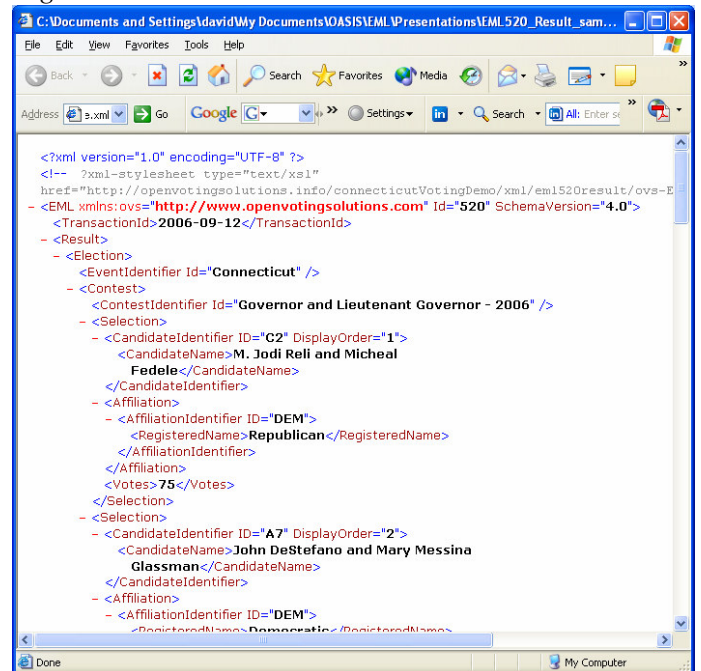 C:\Documents and Settings\david\My Documents\OASIS\EML\Presentations\EML520_Result_sam...
File Edit View Favorites Tools Help
Back Search Favorites Media »
Address e.xml Go Google G » Settings in Search All: Enter se »
<?xml version="1.0" encoding="UTF-8" ?>
<!-- ?xml-stylesheet type="text/xsl"
href="http://openvotingsolutions.info/connecticutVotingDemo/xml/eml520result/ovs-E
- <EML xmlns:ovs="http://www.openvotingsolutions.com" Id="520" SchemaVersion="4.0">
<TransactionId>2006-09-12</TransactionId>
- <Result>
- <Election>
<EventIdentifier Id="Connecticut" />
- <Contest>
<ContestIdentifier Id="Governor and Lieutenant Governor - 2006" />
- <Selection>
- <CandidateIdentifier ID="C2" DisplayOrder="1">
<CandidateName>M. Jodi Reli and Micheal
Fedele</CandidateName>
</CandidateIdentifier>
- <Affiliation>
- <AffiliationIdentifier ID="DEM">
<RegisteredName>Republican</RegisteredName>
</AffiliationIdentifier>
</Affiliation>
<Votes>75</Votes>
</Selection>
- <Selection>
- <CandidateIdentifier ID="A7" DisplayOrder="2">
<CandidateName>John DeStefano and Mary Messina
Glassman</CandidateName>
</CandidateIdentifier>
- <Affiliation>
- <AffiliationIdentifier ID="DEM">
<RegisteredName>Democratic</RegisteredName>
Done My Computer